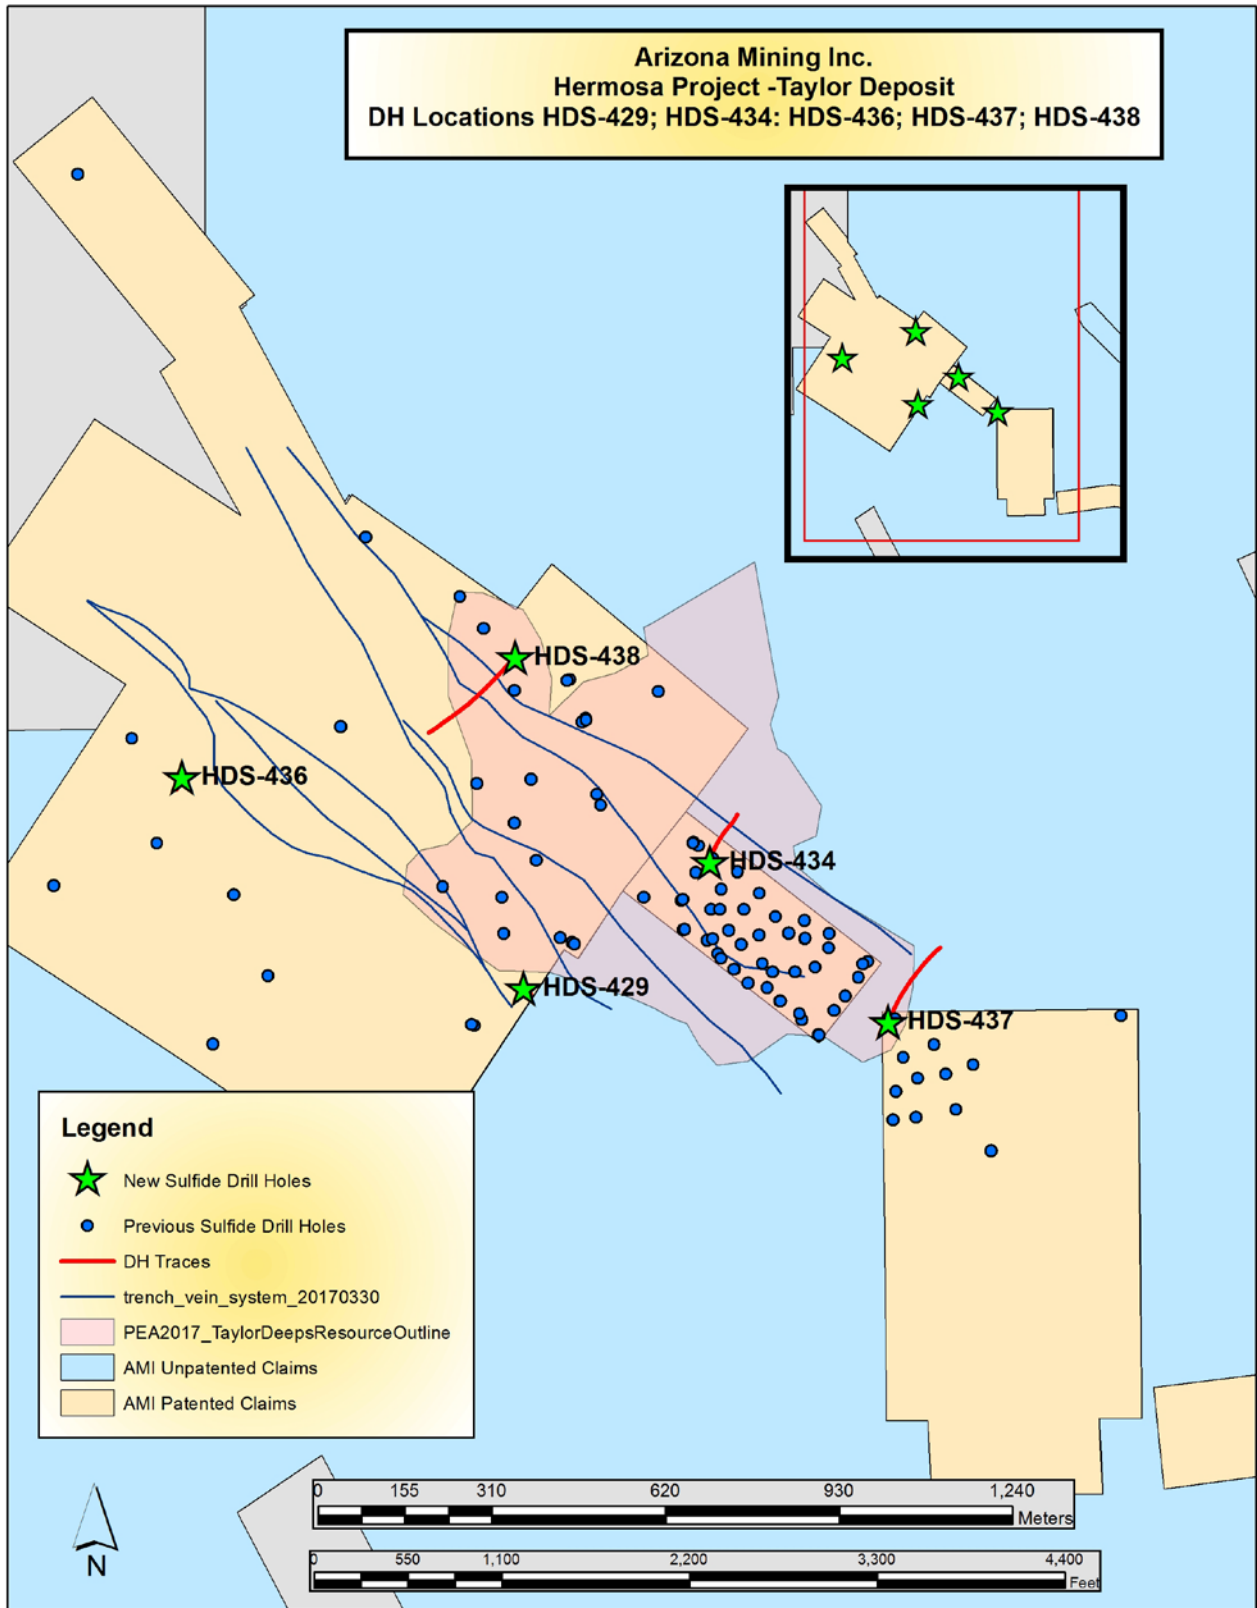 Arizona Mining Inc.
Hermosa Project -Taylor Deposit
DH Locations HDS-429; HDS-434: HDS-436; HDS-437; HDS-438
HDS-438
HDS-436
HDS-434
HDS-429
HDS-437
Legend
New Sulfide Drill Holes
Previous Sulfide Drill Holes
DH Traces
trench_vein_system_20170330
PEA2017_TaylorDeepsResourceOutline
AMI Unpatented Claims
AMI Patented Claims
0 155 310 620 930 1,240
Meters
0 550 1,100 2,200 3,300 4,400
Feet
N